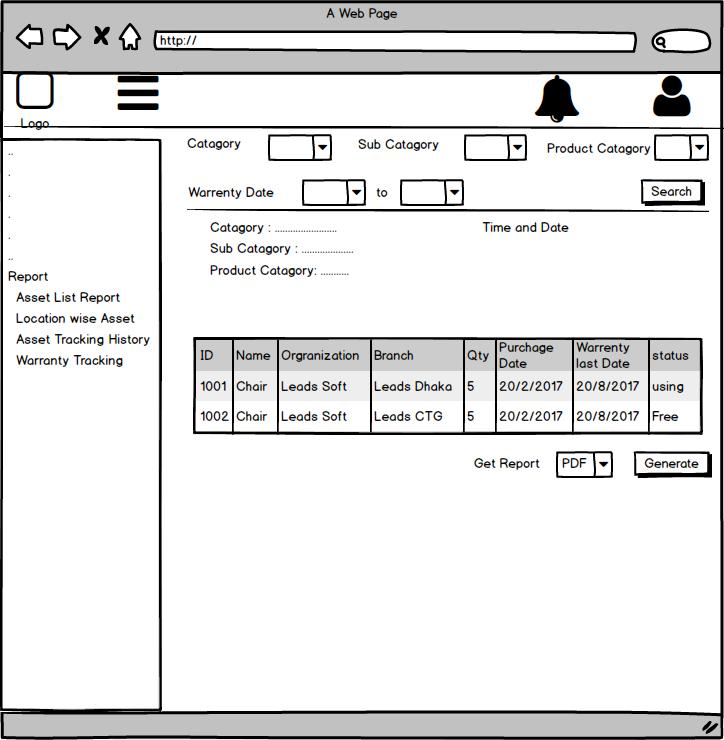 A Web Page
http://
Logo
Catagory
Sub Catagory
Product Catagory
Warrenty Date
to
Search
Catagory : ........................
Time and Date
Sub Catagory : ....................
Product Catagory: ...........
..
.
.
.
.
..
Report
Asset List Report
Location wise Asset
Asset Tracking History
Warranty Tracking
ID Name Orgranization Branch Qty Purchage Date Warrenty last Date status
1001 Chair Leads Soft Leads Dhaka 5 20/2/2017 20/8/2017 using
1002 Chair Leads Soft Leads CTG 5 20/2/2017 20/8/2017 Free
Get Report PDF Generate